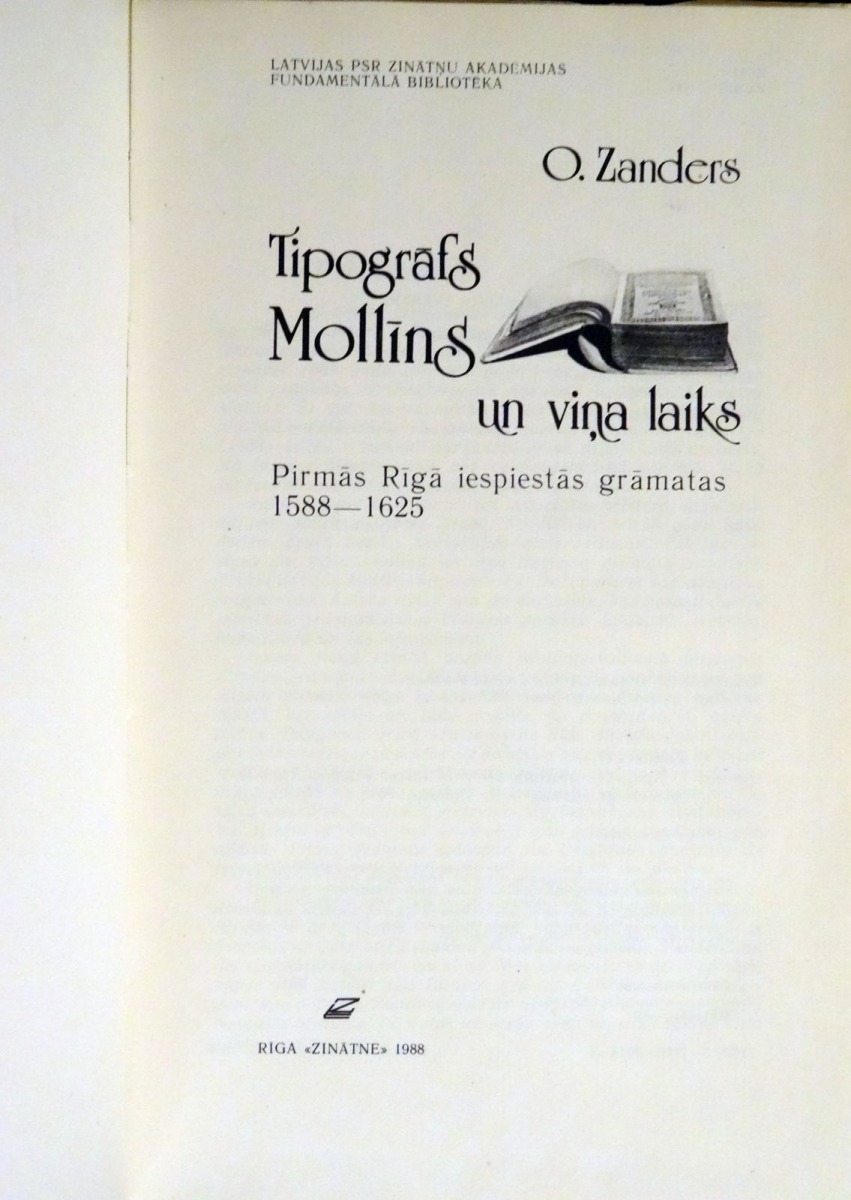 LATVIJAS PSR ZINĀTŅU AKADĒMIJAS
FUNDAMENTĀLĀ BIBLIOTĒKA
O. Zanders
Tipogrāfs
Mollīns
un viņa laiks
Pirmās Rīgā iespiestās grāmatas
1588—1625
RĪGA «ZINĀTNE» 1988